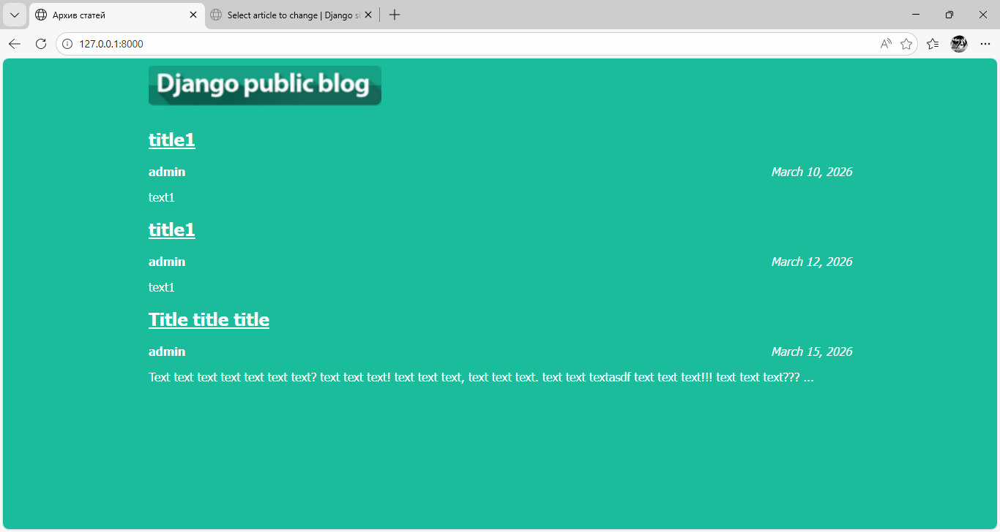 Архив статей
Select article to change | Django si
127.0.0.1:8000
Django public blog
title1
admin March 10, 2026
text1
title1
admin March 12, 2026
text1
Title title title
admin March 15, 2026
Text text text text text text text? text text text! text text text, text text text. text text textasdf text text text!!! text text text??? ...